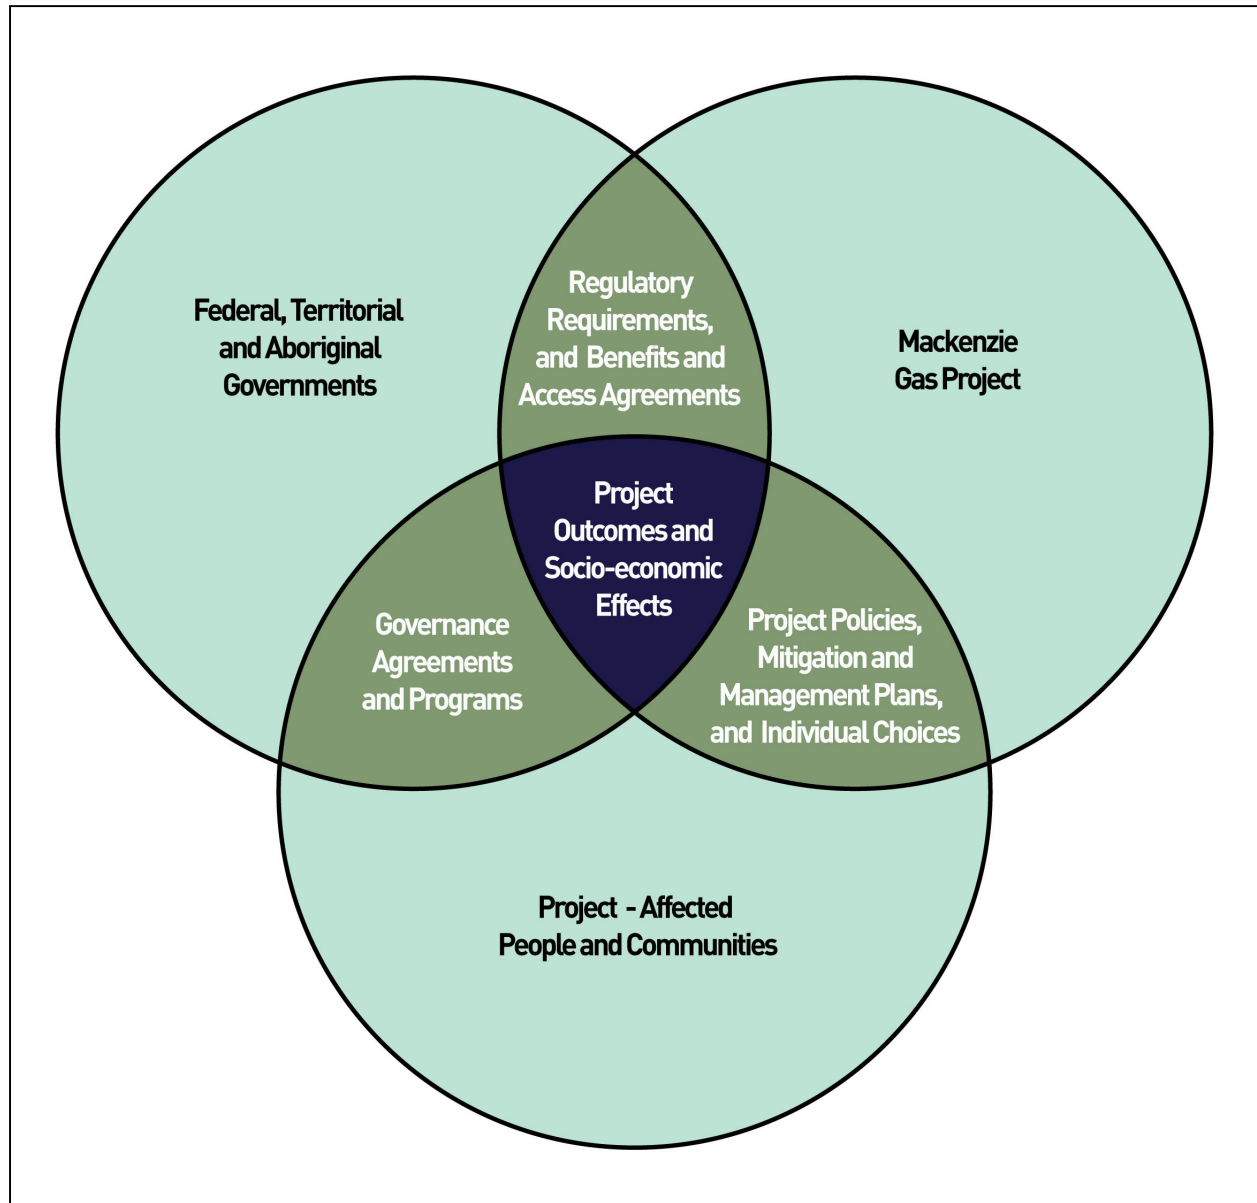 Federal, Territorial
and Aboriginal
Governments
Regulatory
Requirements,
and Benefits and
Access Agreements
Mackenzie
Gas Project
Project
Outcomes and
Socio-economic
Effects
Governance
Agreements
and Programs
Project Policies,
Mitigation and
Management Plans,
and Individual Choices
Project - Affected
People and Communities